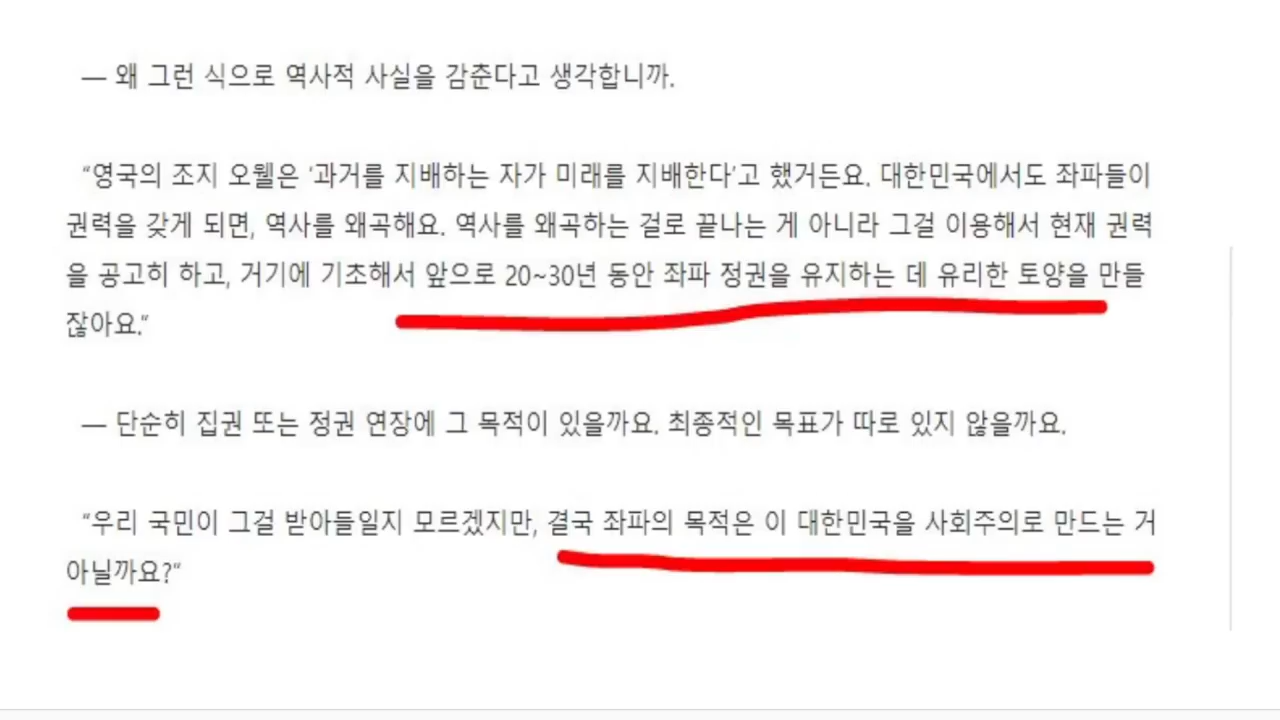 — 왜 그런 식으로 역사적 사실을 감춘다고 생각합니까.
“영국의 조지 오웰은 ‘과거를 지배하는 자가 미래를 지배한다’고 했거든요. 대한민국에서도 좌파들이
권력을 갖게 되면, 역사를 왜곡해요. 역사를 왜곡하는 걸로 끝나는 게 아니라 그걸 이용해서 현재 권력
을 공고히 하고, 거기에 기초해서 앞으로 20~30년 동안 좌파 정권을 유지하는 데 유리한 토양을 만들
잖아요.”
— 단순히 집권 또는 정권 연장에 그 목적이 있을까요. 최종적인 목표가 따로 있지 않을까요.
“우리 국민이 그걸 받아들일지 모르겠지만, 결국 좌파의 목적은 이 대한민국을 사회주의로 만드는 거
아닐까요?”